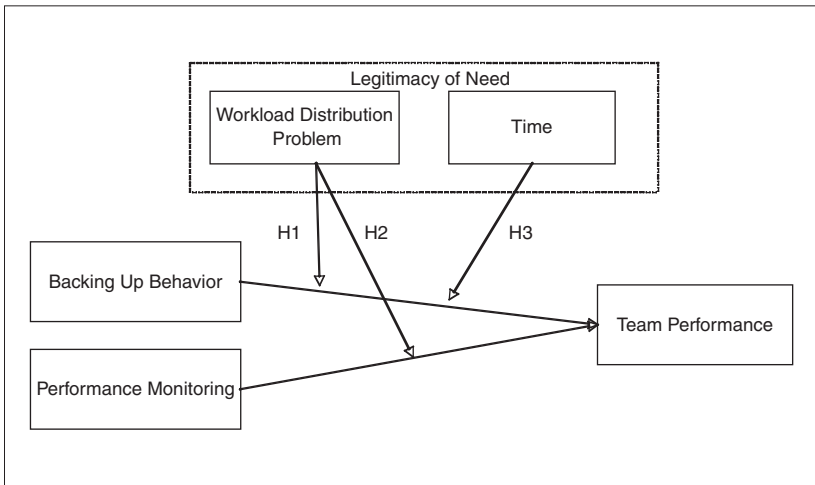 Legitimacy of Need
Workload Distribution
Problem
Time
H1
H2
H3
Backing Up Behavior
Team Performance
Performance Monitoring